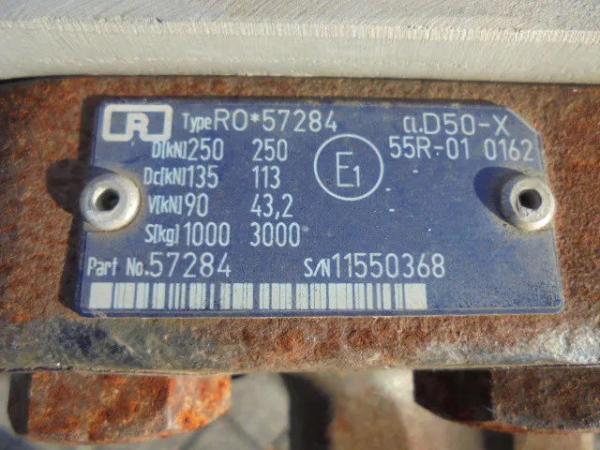 R Type RO*57284 Cl.D50-X
D[kN]250 250 55R-01 0162
E1
Dc[kN]135 113
V[kN]90 43,2
S[kg]1000 3000
Part No.57284 S/N11550368